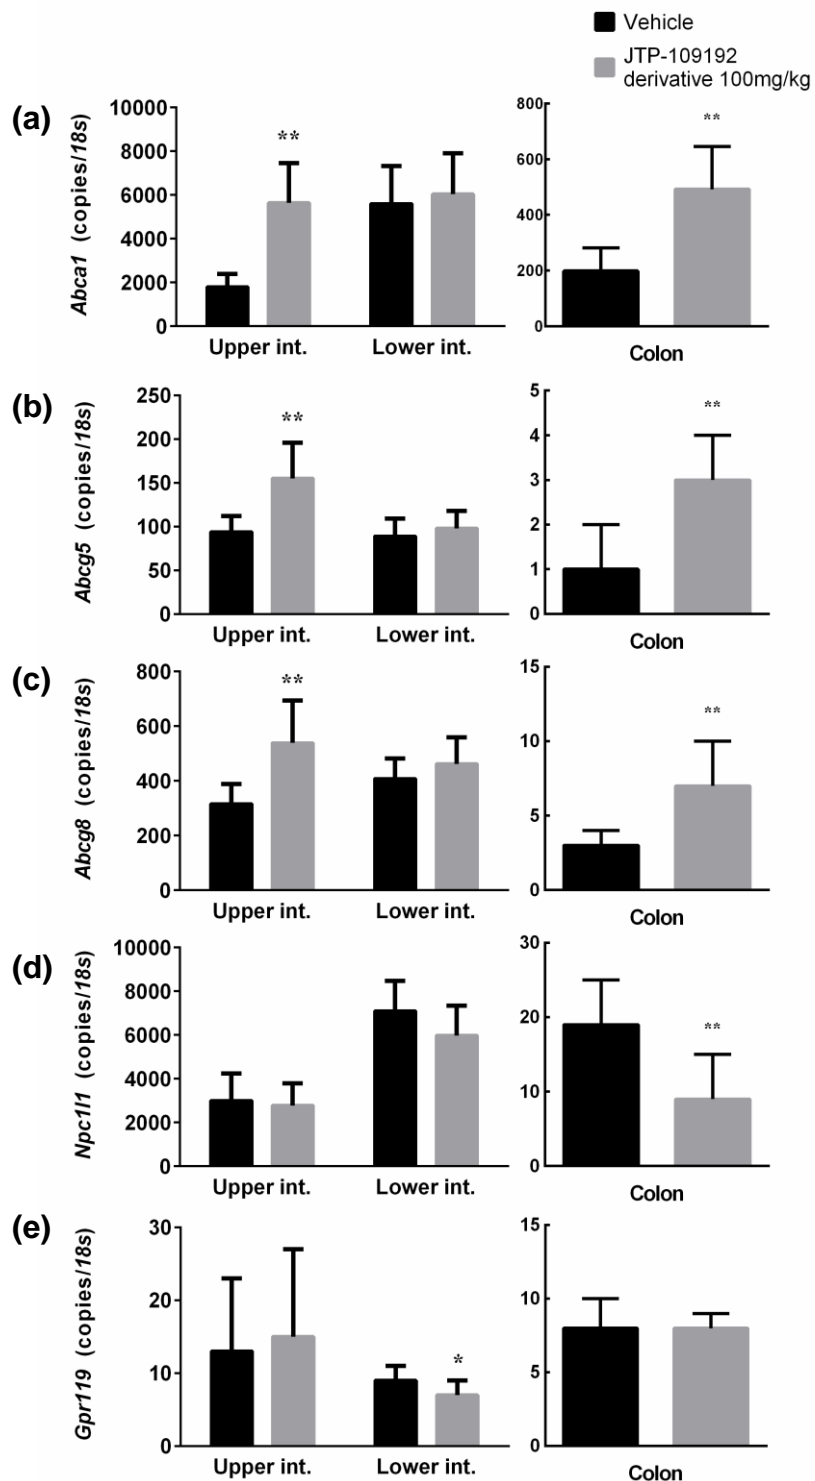 Vehicle
JTP-109192
derivative 100mg/kg
(a)
Abca1 (copies/18s)
10000
8000
6000
4000
2000
0
**
Upper int. Lower int.
800
600
400
200
0
**
Colon
(b)
Abcg5 (copies/18s)
250
200
150
100
50
0
**
Upper int. Lower int.
5
4
3
2
1
0
**
Colon
(c)
Abcg8 (copies/18s)
800
600
400
200
0
**
Upper int. Lower int.
15
10
5
0
**
Colon
(d)
Npc1l1 (copies/18s)
10000
8000
6000
4000
2000
0
Upper int. Lower int.
30
20
10
0
**
Colon
(e)
Gpr119 (copies/18s)
30
20
10
0
*
Upper int. Lower int.
15
10
5
0
Colon